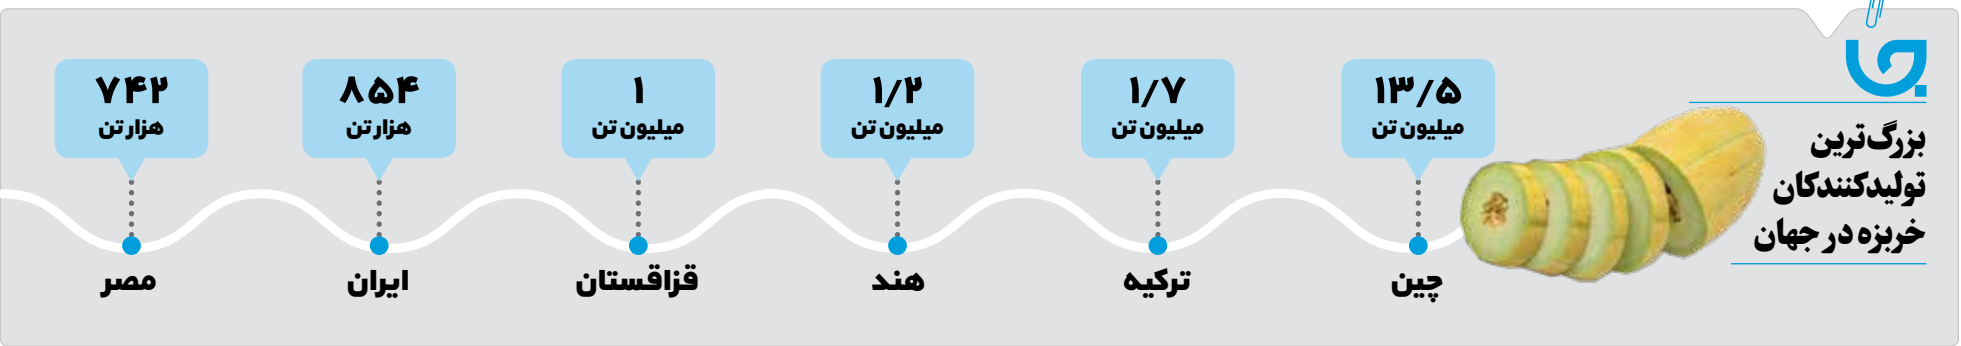 بزرگ‌ترین
تولیدکنندکان
خربزه در جهان
۱۳/۵
میلیون تن
چین
۱/۷
میلیون تن
ترکیه
۱/۲
میلیون تن
هند
۱
میلیون تن
قزاقستان
۸۵۴
هزار تن
ایران
۷۴۲
هزار تن
مصر